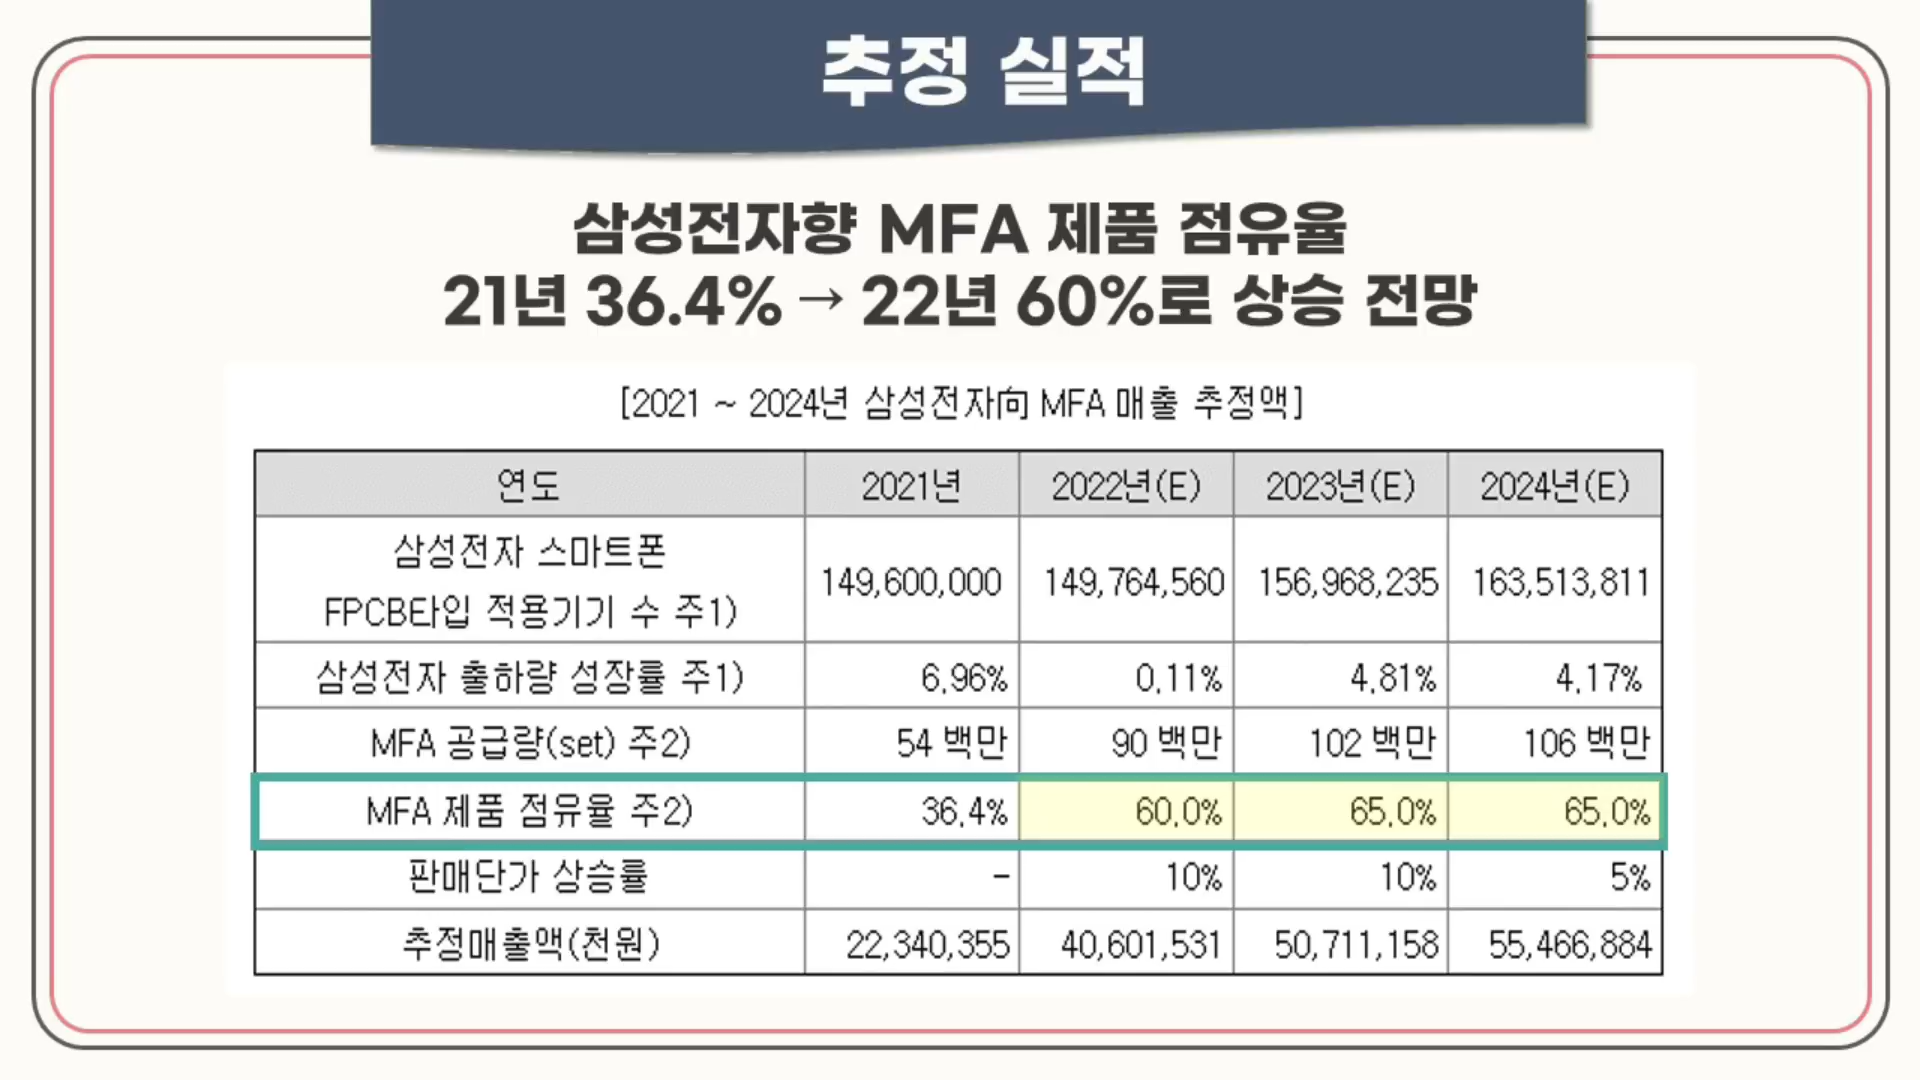 추정 실적
삼성전자향 MFA 제품 점유율
21년 36.4% → 22년 60%로 상승 전망
[2021 ~ 2024년 삼성전자向 MFA 매출 추정액]
연도 2021년 2022년(E) 2023년(E) 2024년(E)
삼성전자 스마트폰
FPCB타입 적용기기 수 주1) 149,600,000 149,764,560 156,968,235 163,513,811
삼성전자 출하량 성장률 주1) 6.96% 0.11% 4.81% 4.17%
MFA 공급량(set) 주2) 54 백만 90 백만 102 백만 106 백만
MFA 제품 점유율 주2) 36.4% 60.0% 65.0% 65.0%
판매단가 상승률 - 10% 10% 5%
추정매출액(천원) 22,340,355 40,601,531 50,711,158 55,466,884